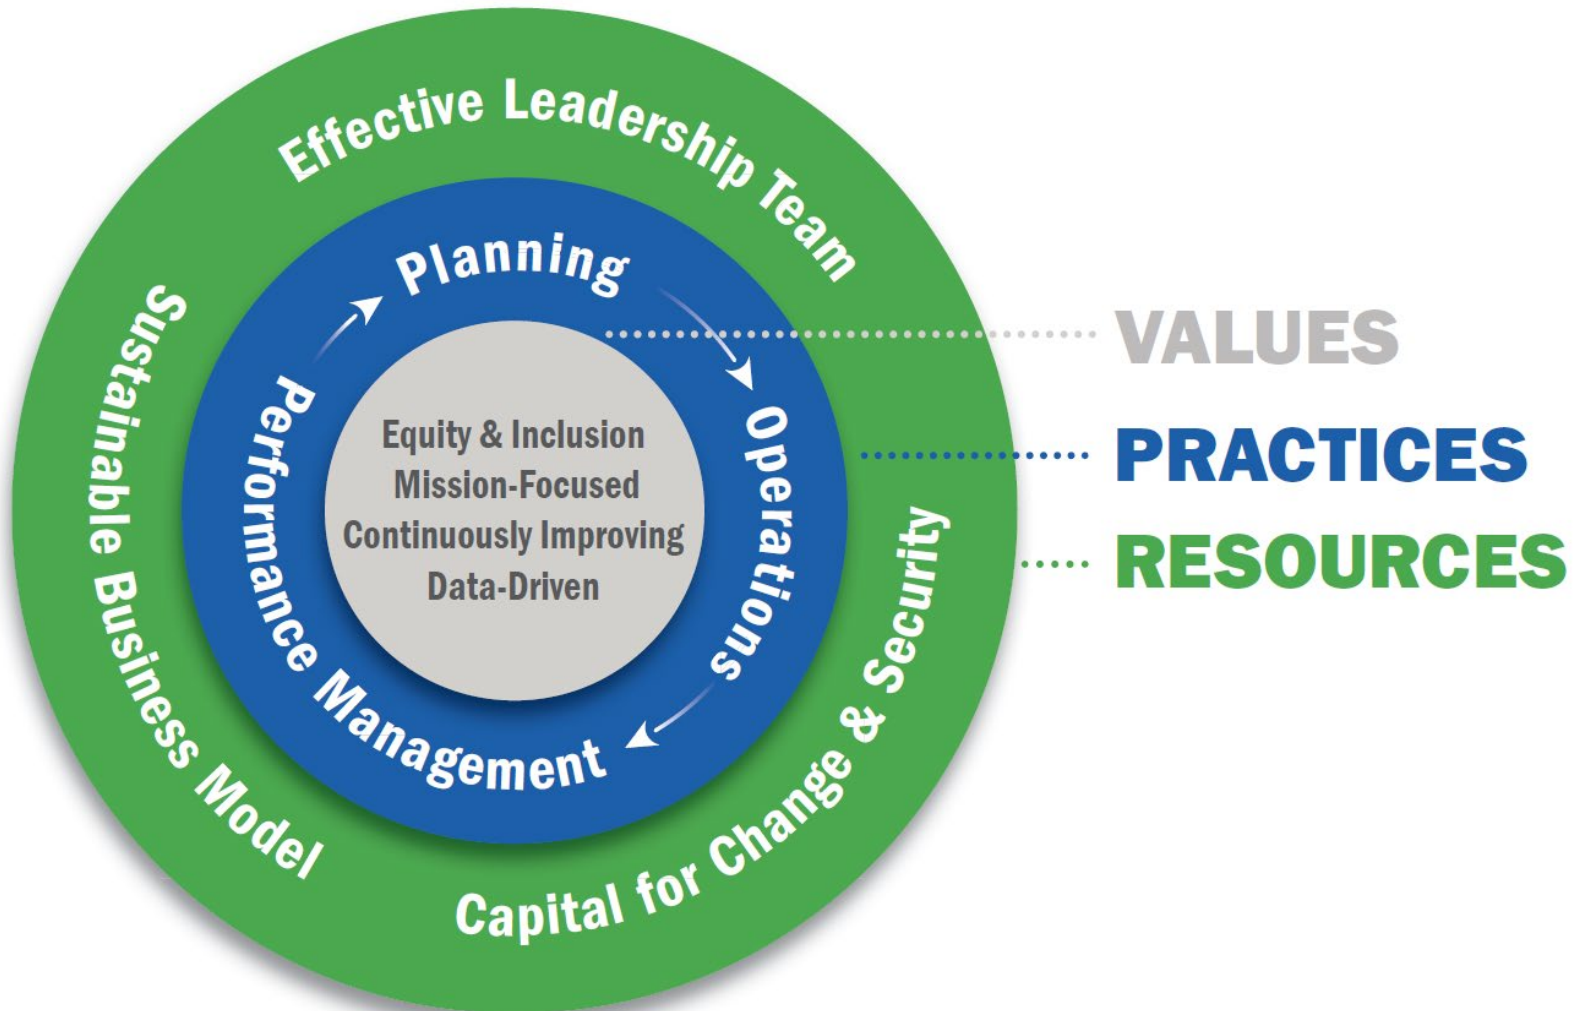 Effective Leadership Team
Sustainable Business Model
Capital for Change & Security
Planning
Operations
Performance Management
Equity & Inclusion
Mission-Focused
Continuously Improving
Data-Driven
VALUES
PRACTICES
RESOURCES